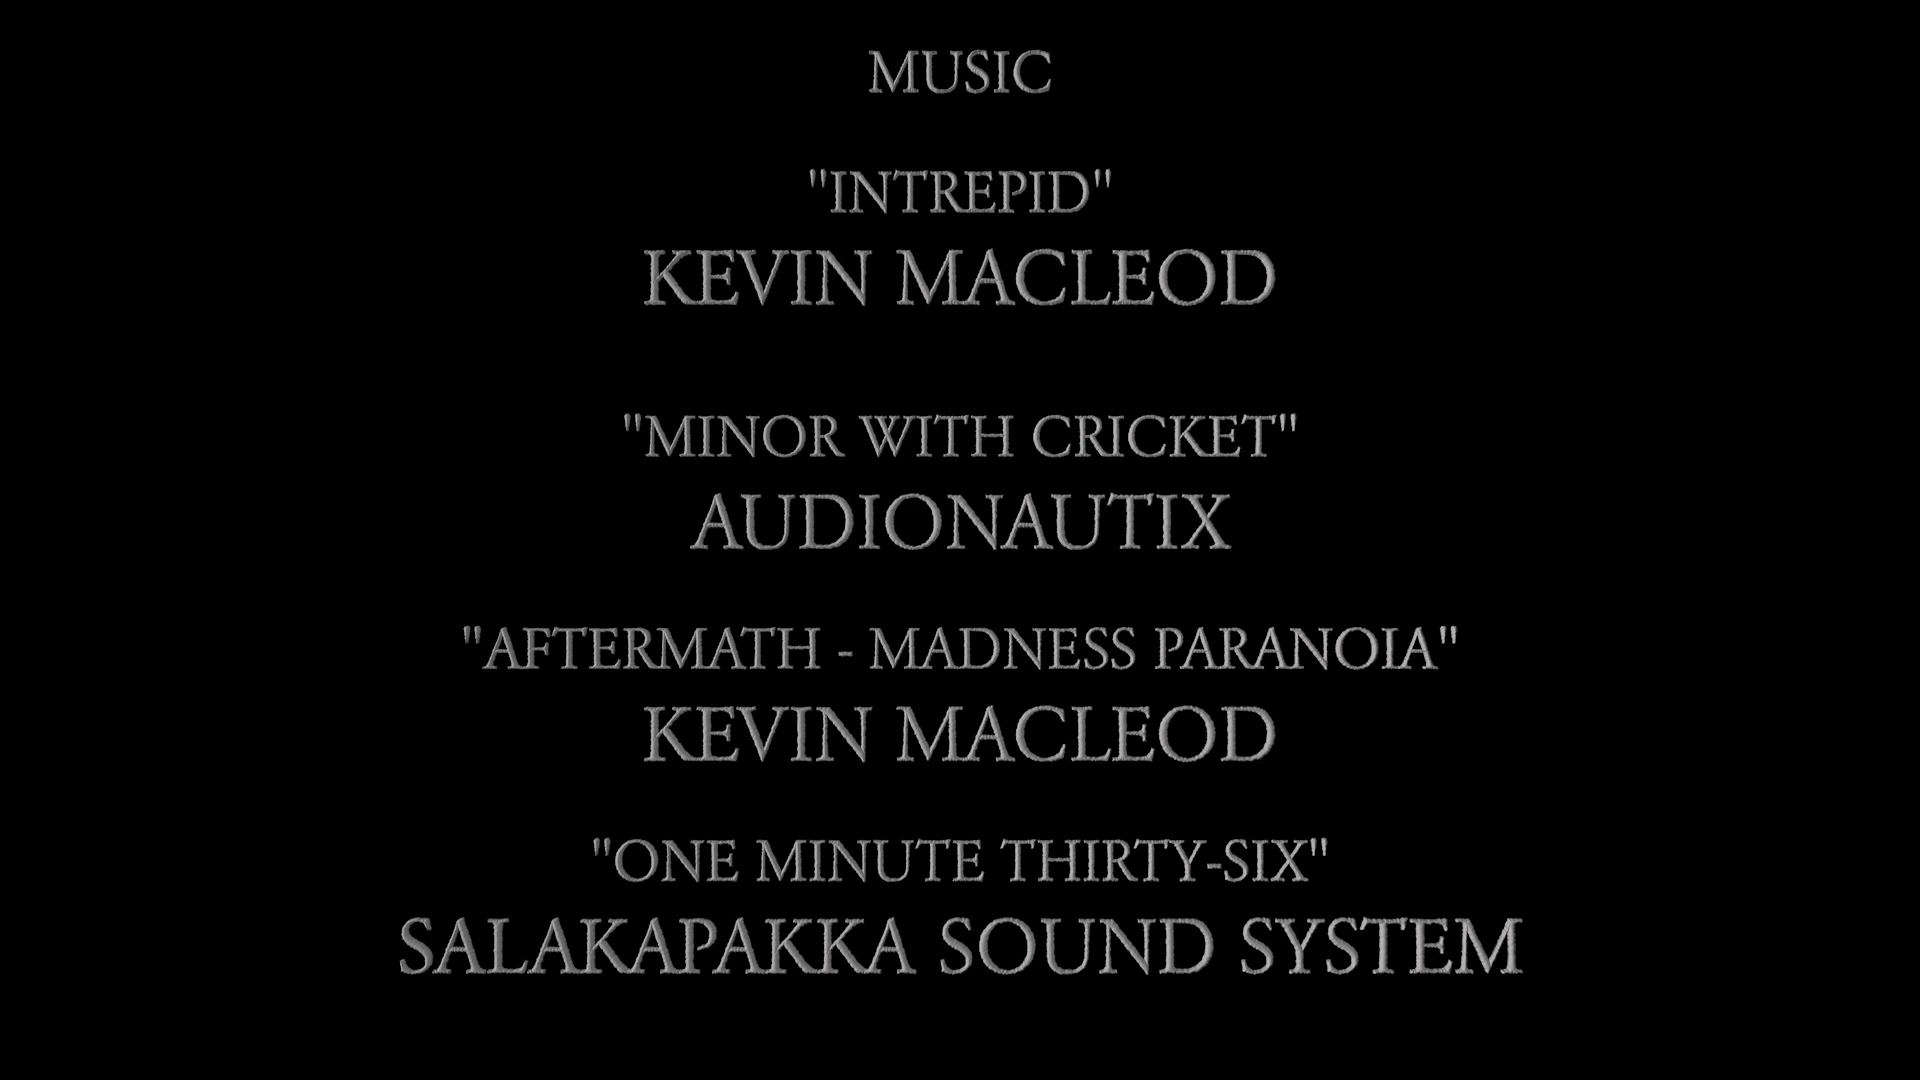 MUSIC
"INTREPID"
KEVIN MACLEOD
"MINOR WITH CRICKET"
AUDIONAUTIX
"AFTERMATH - MADNESS PARANOIA"
KEVIN MACLEOD
"ONE MINUTE THIRTY-SIX"
SALAKAPAKKA SOUND SYSTEM